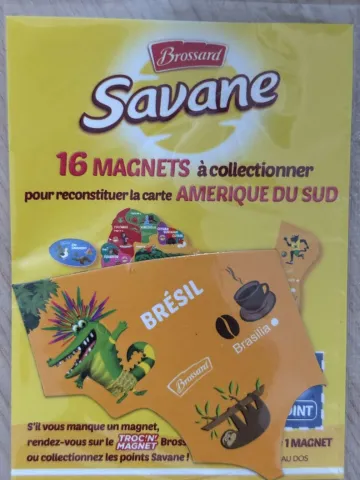 Brossard
Savane
16 MAGNETS à collectionner
pour reconstituer la carte AMERIQUE DU SUD
BRÉSIL
Brasilia
Brossard
S'il vous manque un magnet,
rendez-vous sur le TROC'N' MAGNET Bross 1 MAGNET
ou collectionnez les points Savane ! AU DOS
POINT